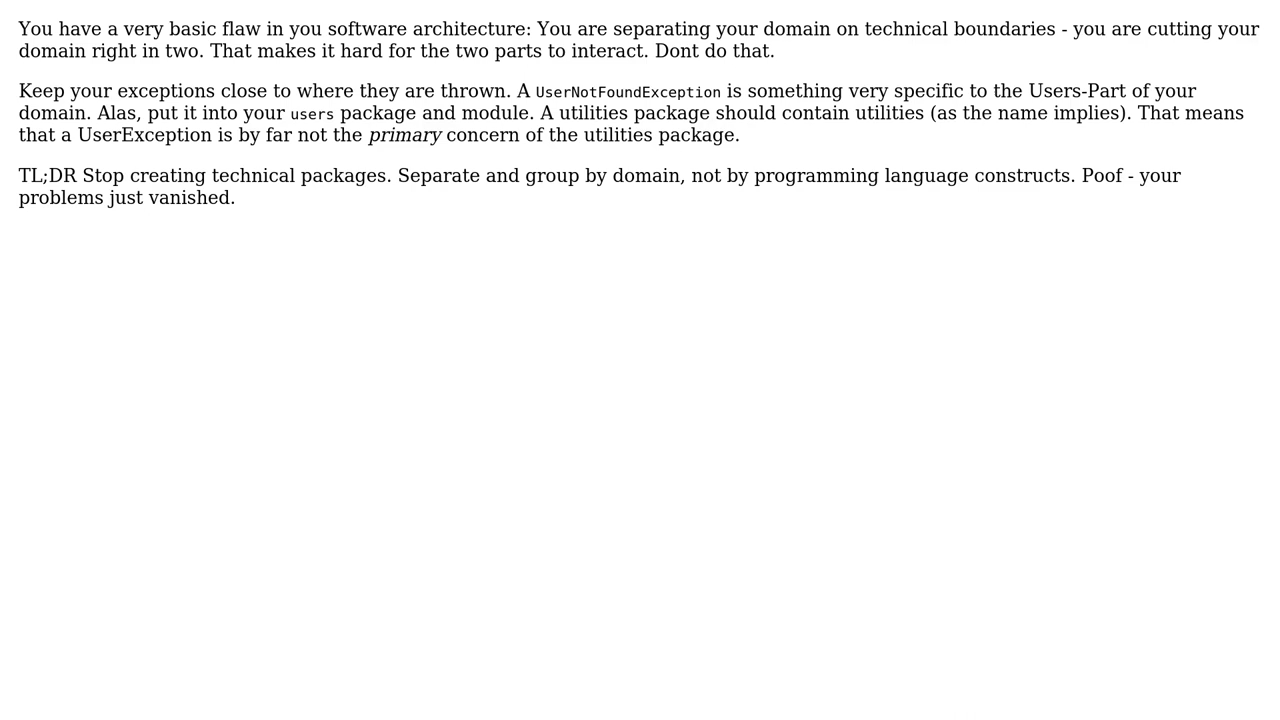 You have a very basic flaw in you software architecture: You are separating your domain on technical boundaries - you are cutting your
domain right in two. That makes it hard for the two parts to interact. Dont do that.
Keep your exceptions close to where they are thrown. A UserNotFoundException is something very specific to the Users-Part of your
domain. Alas, put it into your users package and module. A utilities package should contain utilities (as the name implies). That means
that a UserException is by far not the primary concern of the utilities package.
TL;DR Stop creating technical packages. Separate and group by domain, not by programming language constructs. Poof - your
problems just vanished.